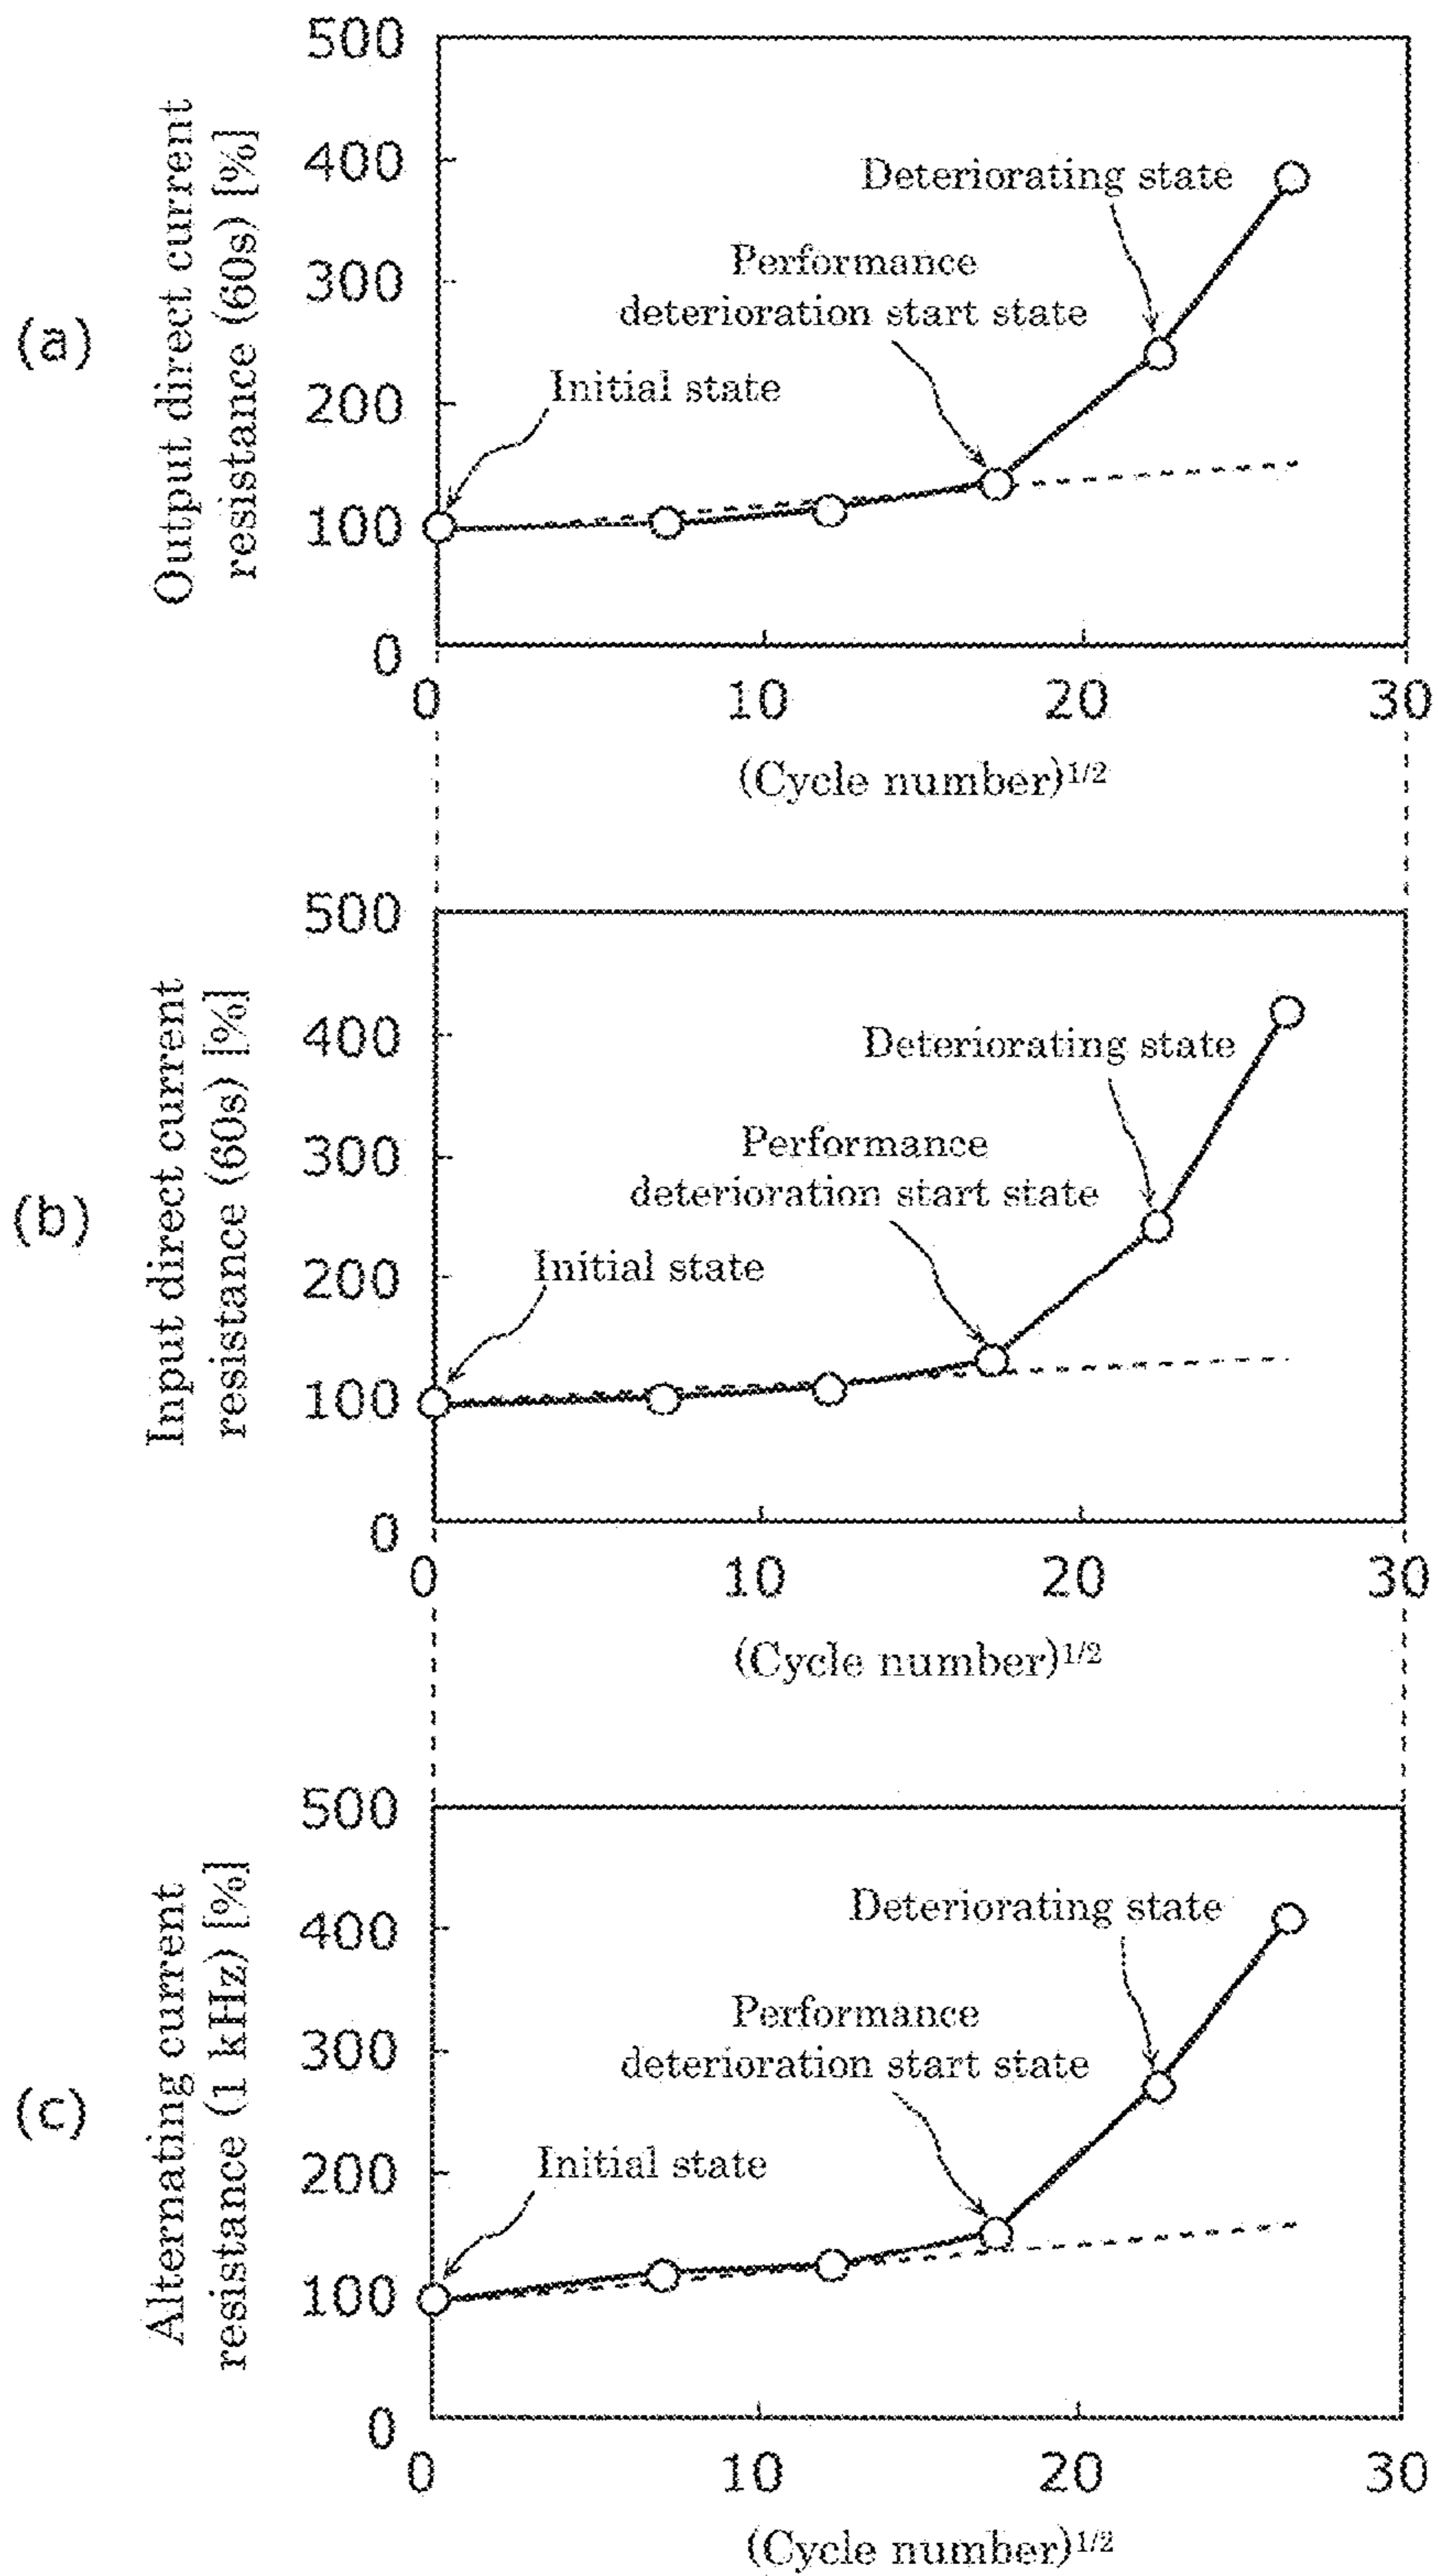 (a)
Output direct current
resistance (60s) [%]
500
400
300
200
100
0
Deteriorating state
Performance
deterioration start state
Initial state
0 10 20 30
(Cycle number)1/2
(b)
Input direct current
resistance (60s) [%]
500
400
300
200
100
0
Deteriorating state
Performance
deterioration start state
Initial state
0 10 20 30
(Cycle number)1/2
(c)
Alternating current
resistance (1 kHz) [%]
500
400
300
200
100
0
Deteriorating state
Performance
deterioration start state
Initial state
0 10 20 30
(Cycle number)1/2